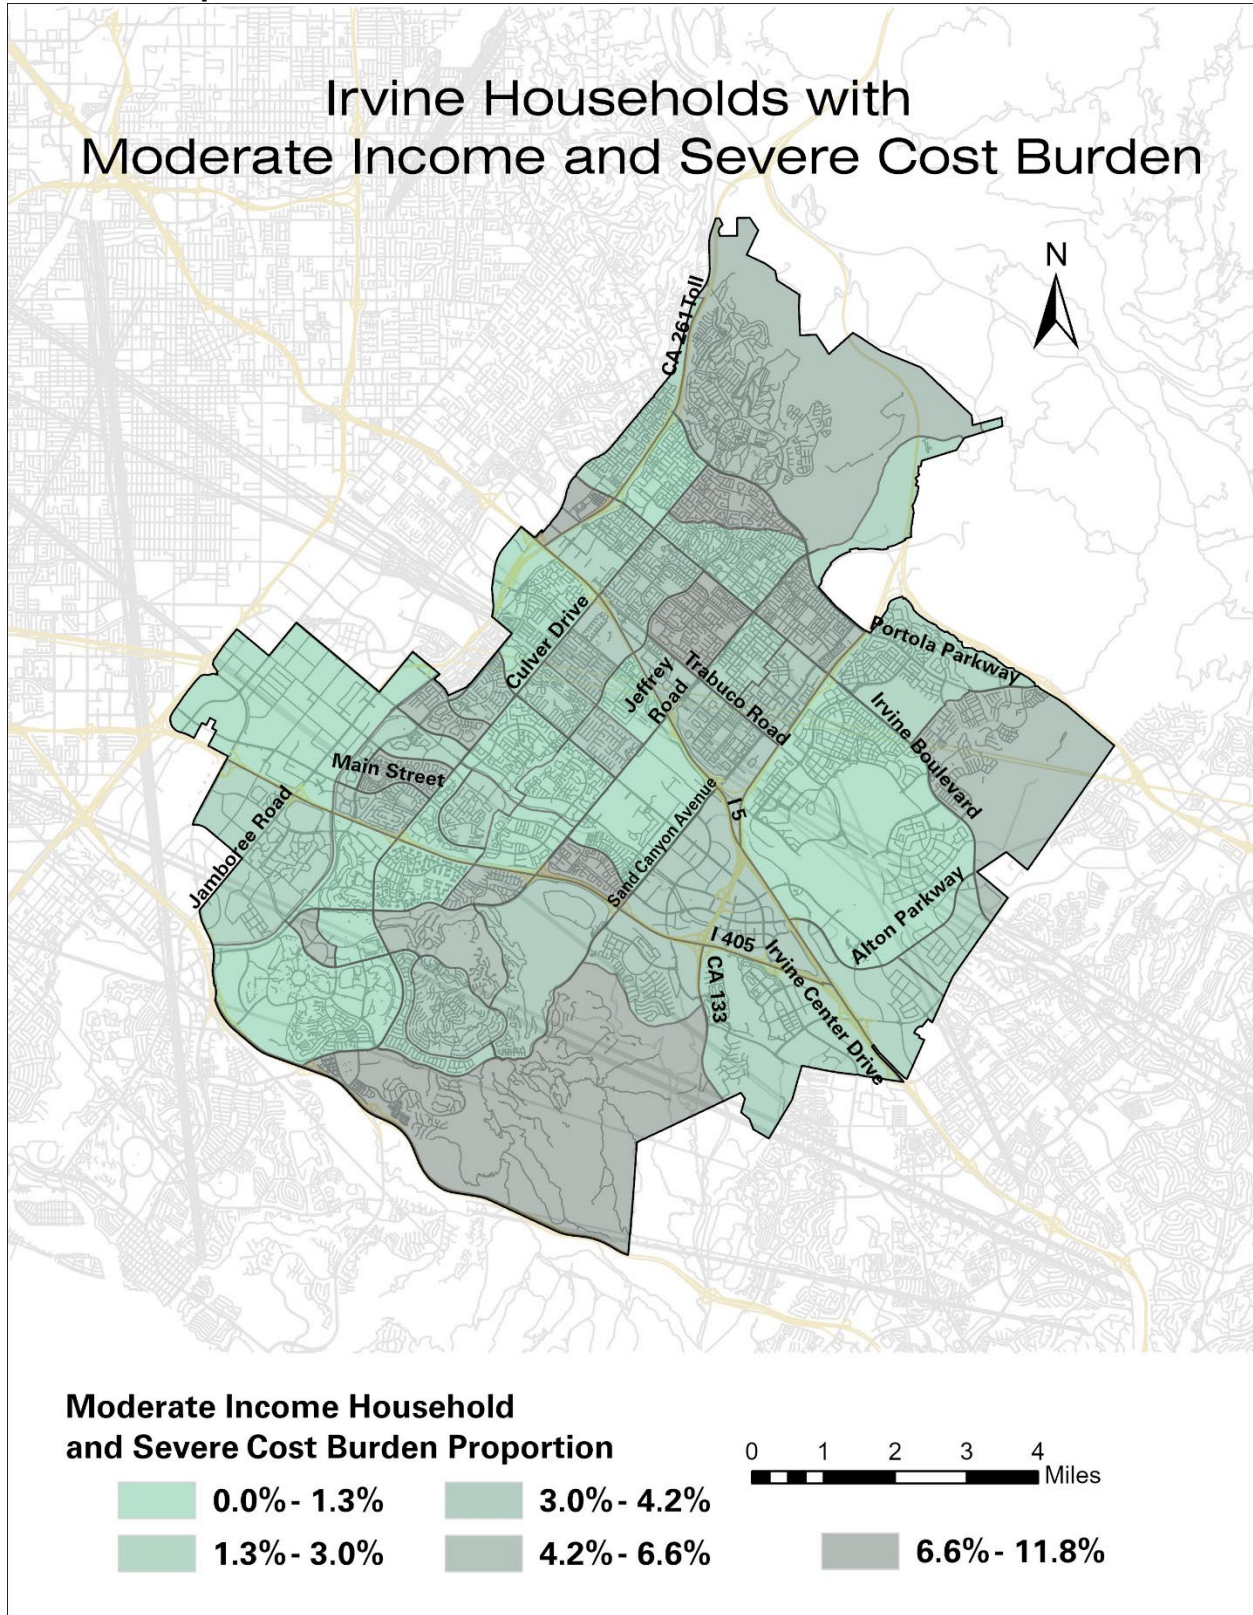 Irvine Households with
Moderate Income and Severe Cost Burden
N
CA 261Toll
Portola Parkway
Culver Drive
Jeffrey
Road
Trabuco Road
Irvine Boulevard
Main Street
Jamboree Road
Sand Canyon Avenue
I 5
Alton Parkway
I 405
Irvine Center Drive
CA 133
Moderate Income Household
and Severe Cost Burden Proportion
0 1 2 3 4
Miles
0.0% - 1.3%
3.0% - 4.2%
1.3% - 3.0%
4.2% - 6.6%
6.6% - 11.8%